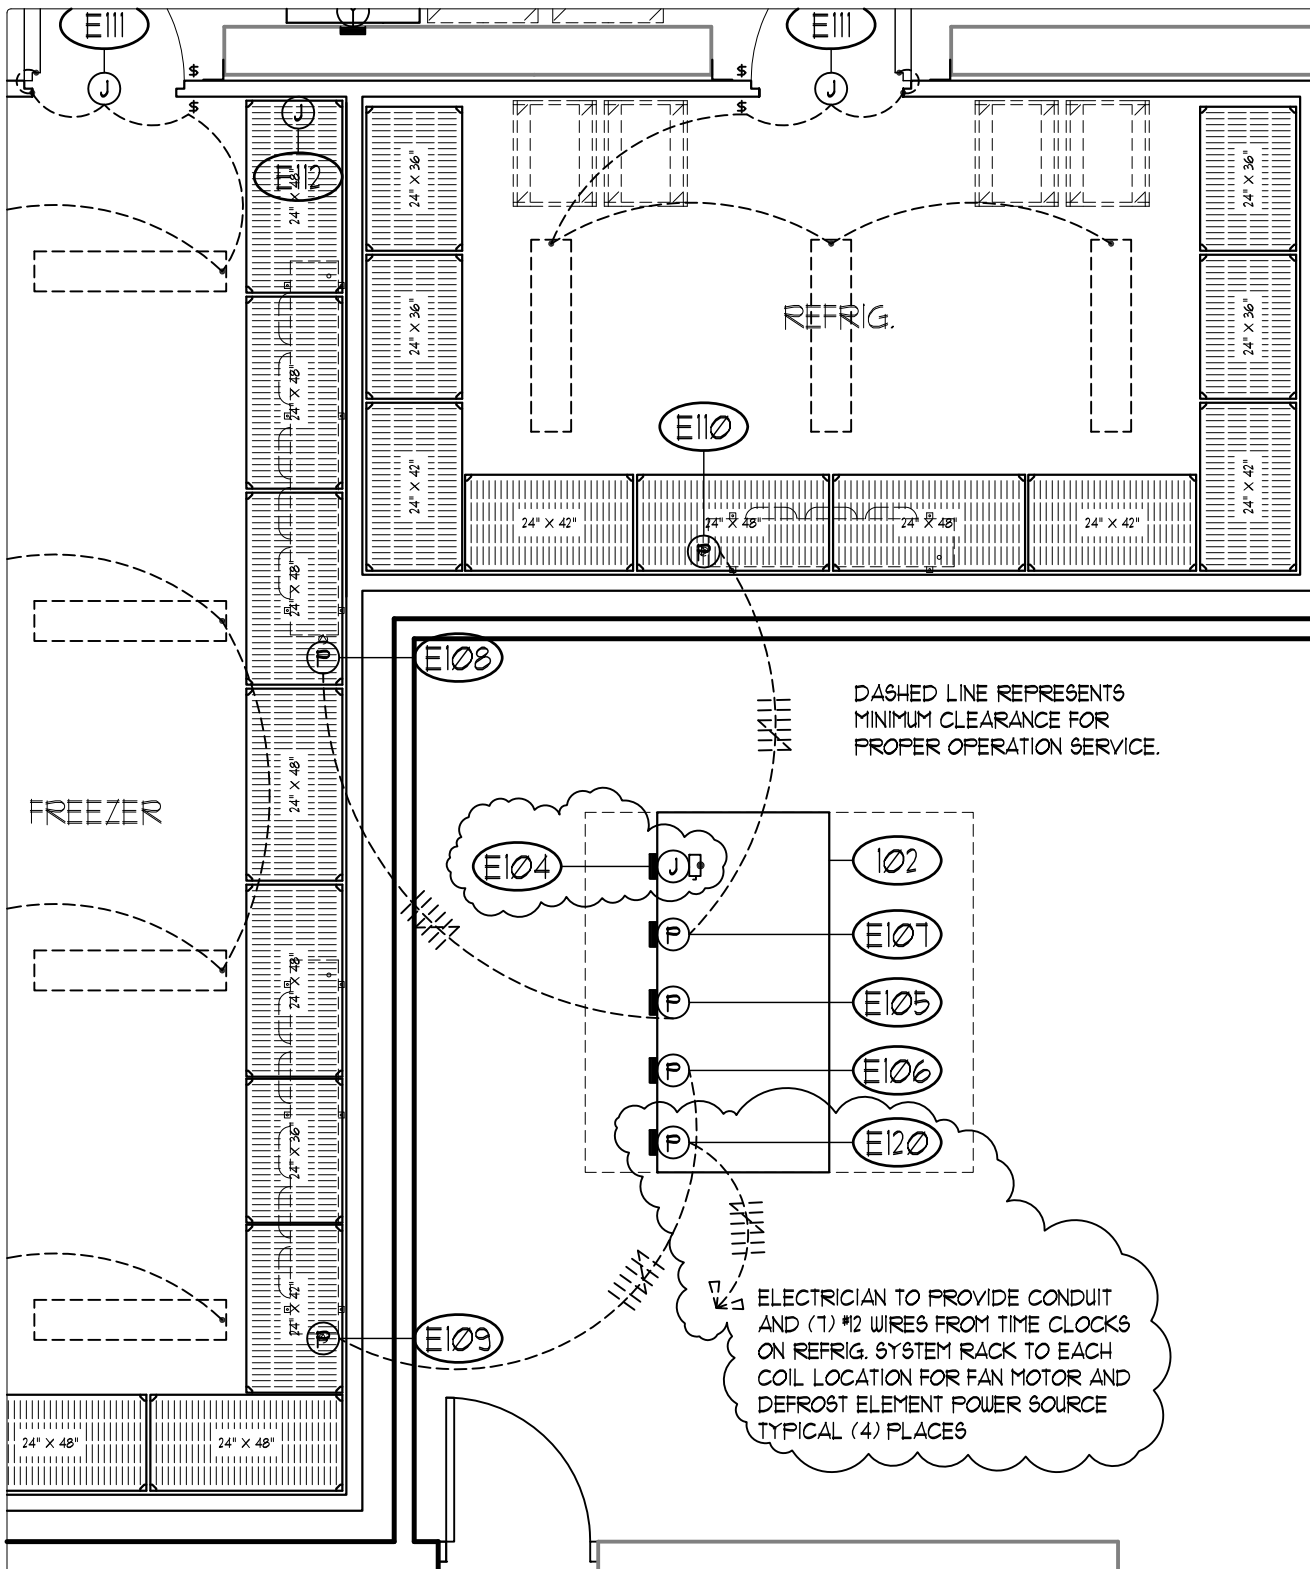 E111
E111
$
$
J
J
$
$
J
E112
24" X 48"
24" X 36"
24" X 36"
24" X 48"
24" X 36"
24" X 36"
REFRIG.
E110
24" X 42"
24" X 42"
24" X 42"
24" X 48"
24" X 48"
24" X 42"
P
24" X 48"
P
E108
DASHED LINE REPRESENTS
MINIMUM CLEARANCE FOR
PROPER OPERATION SERVICE.
24" X 48"
FREEZER
E104
J
102
P
E107
24" X 48"
P
E105
P
E106
24" X 36"
P
E120
24" X 42"
P
E109
ELECTRICIAN TO PROVIDE CONDUIT
AND (7) #12 WIRES FROM TIME CLOCKS
ON REFRIG. SYSTEM RACK TO EACH
COIL LOCATION FOR FAN MOTOR AND
DEFROST ELEMENT POWER SOURCE
TYPICAL (4) PLACES
24" X 48"
24" X 48"